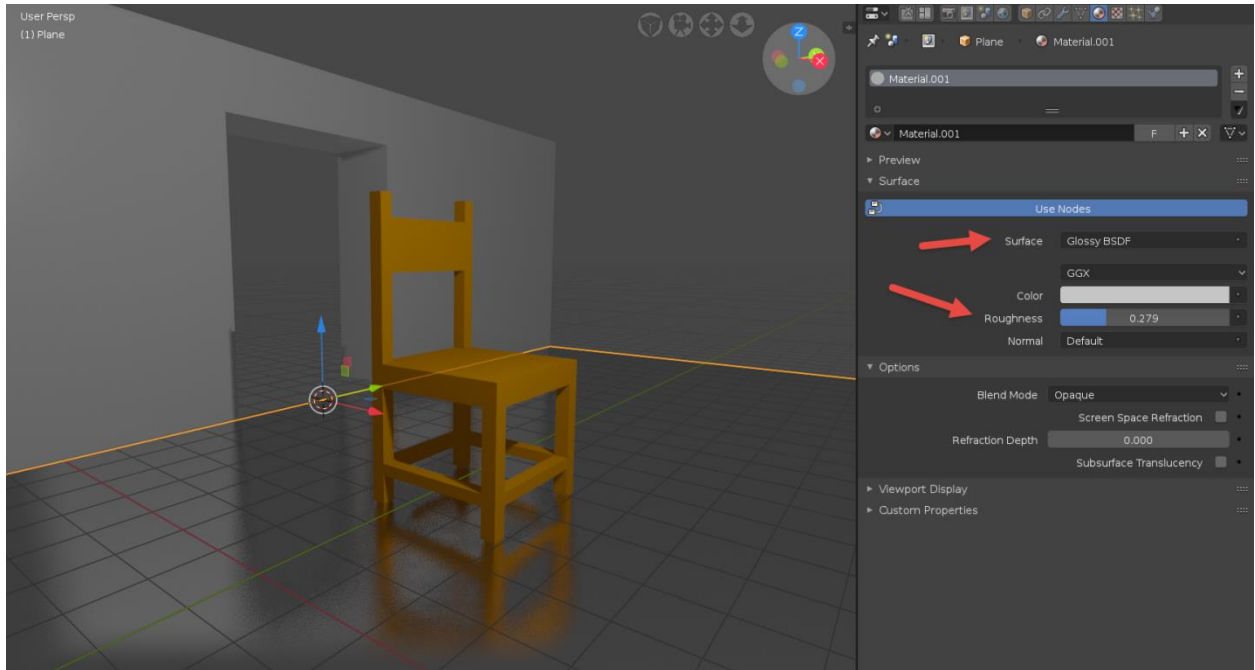 User Persp
(1) Plane
Z
X
Plane
Material.001
Material.001
Material.001
F
Preview
Surface
Use Nodes
Surface
Glossy BSDF
GGX
Color
Roughness
0.279
Normal
Default
Options
Blend Mode
Opaque
Screen Space Refraction
Refraction Depth
0.000
Subsurface Translucency
Viewport Display
Custom Properties